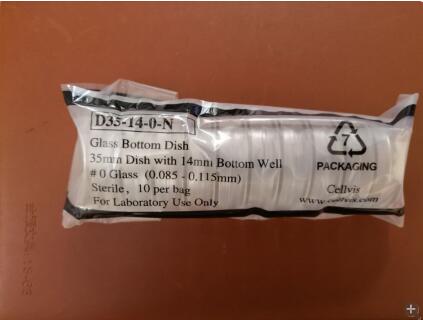 D35-14-0-N
Glass Bottom Dish
35mm Dish with 14mm Bottom Well
# 0 Glass (0.085 - 0.115mm)
Sterile, 10 per bag
For Laboratory Use Only
7
PACKAGING
Cellvis
www.cellvis.com